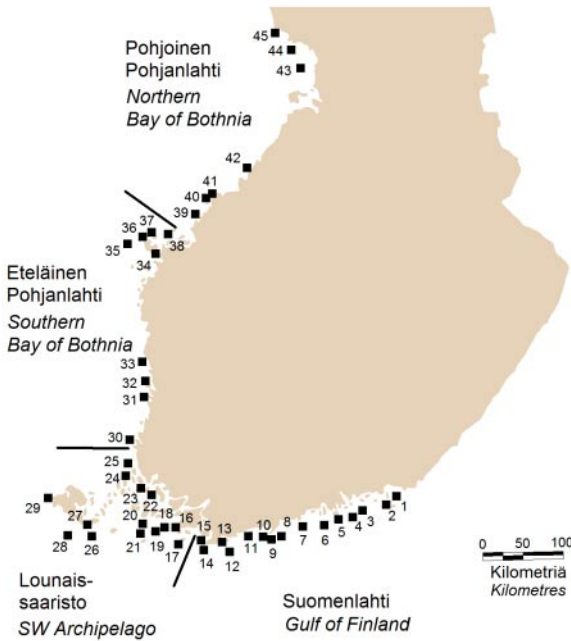 45
44
43
Pohjoinen
Pohjanlahti
Northern
Bay of Bothnia
42
41
40
39
38
37
36
35
34
Eteläinen
Pohjanlahti
Southern
Bay of Bothnia
33
32
31
30
25
24
29
23
22
27
20
18
16
28
26
21
19
17
15
13
14
12
11
10
9
8
7
6
5
4
3
2
1
0 50 100
Kilometriä
Kilometres
Lounais-
saaristo
SW Archipelago
Suomenlahti
Gulf of Finland